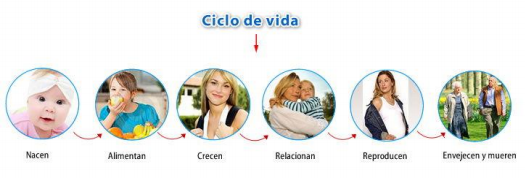 Ciclo de vida
Nacen
Alimentan
Crecen
Relacionan
Reproducen
Envejecen y mueren